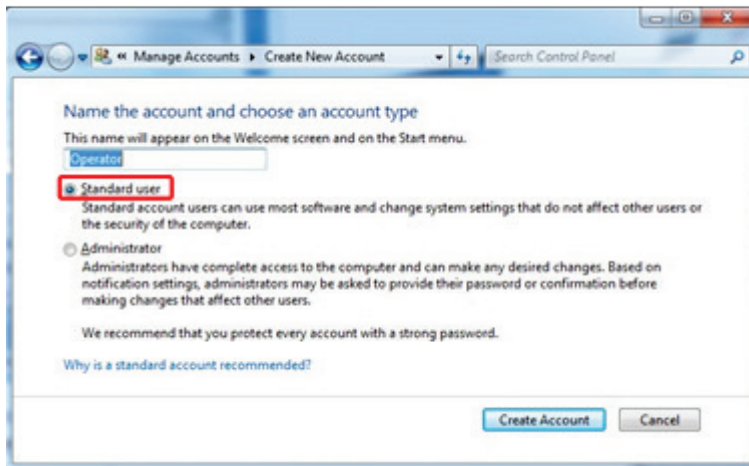 « Manage Accounts ▸ Create New Account
Search Control Panel
Name the account and choose an account type
This name will appear on the Welcome screen and on the Start menu.
Operator
Standard user
Standard account users can use most software and change system settings that do not affect other users or
the security of the computer.
Administrator
Administrators have complete access to the computer and can make any desired changes. Based on
notification settings, administrators may be asked to provide their password or confirmation before
making changes that affect other users.
We recommend that you protect every account with a strong password.
Why is a standard account recommended?
Create Account
Cancel